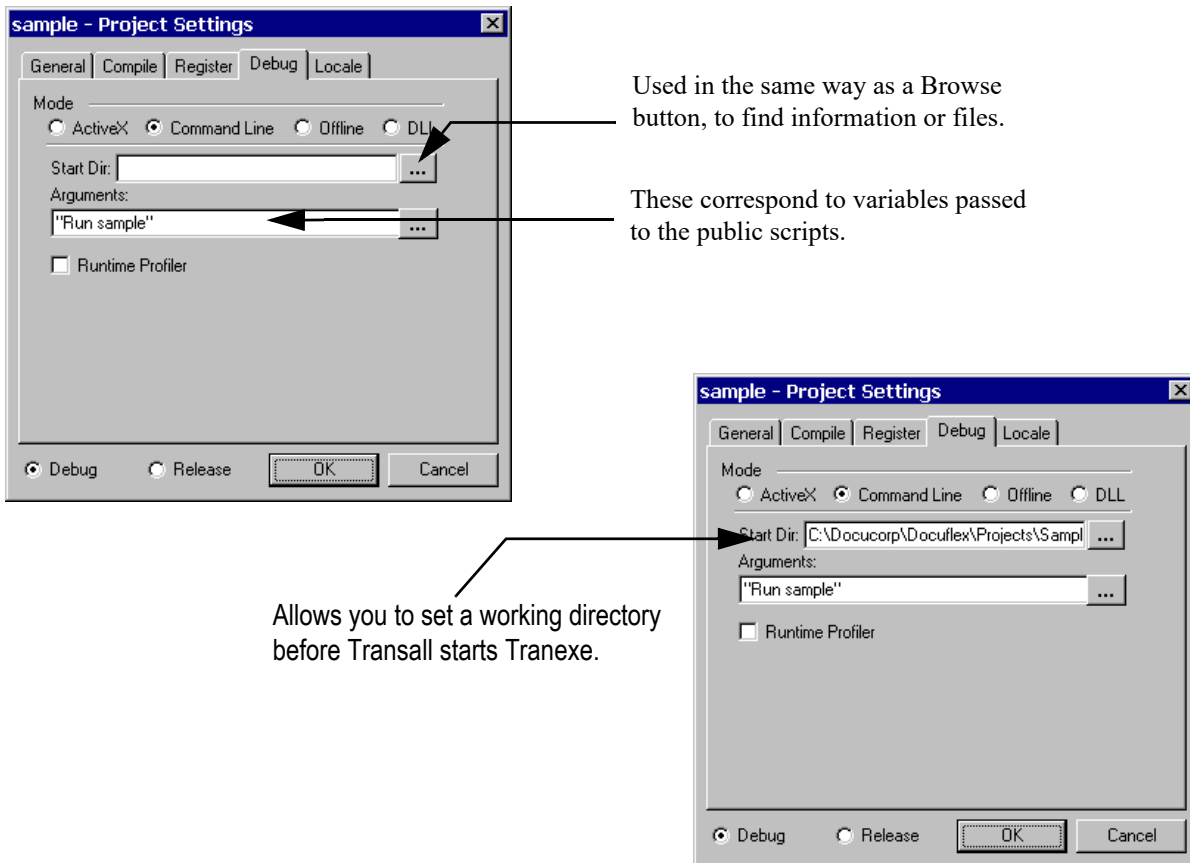 sample - Project Settings
General Compile Register Debug Locale
Mode
ActiveX Command Line Offline DLL
Start Dir: ...
Arguments:
"Run sample" ...
Runtime Profiler
Debug Release OK Cancel
Used in the same way as a Browse
button, to find information or files.
These correspond to variables passed
to the public scripts.
sample - Project Settings
General Compile Register Debug Locale
Mode
ActiveX Command Line Offline DLL
Start Dir: C:\Docucorp\Docuflex\Projects\Sampl ...
Arguments:
"Run sample" ...
Runtime Profiler
Debug Release OK Cancel
Allows you to set a working directory
before Transall starts Tranexe.